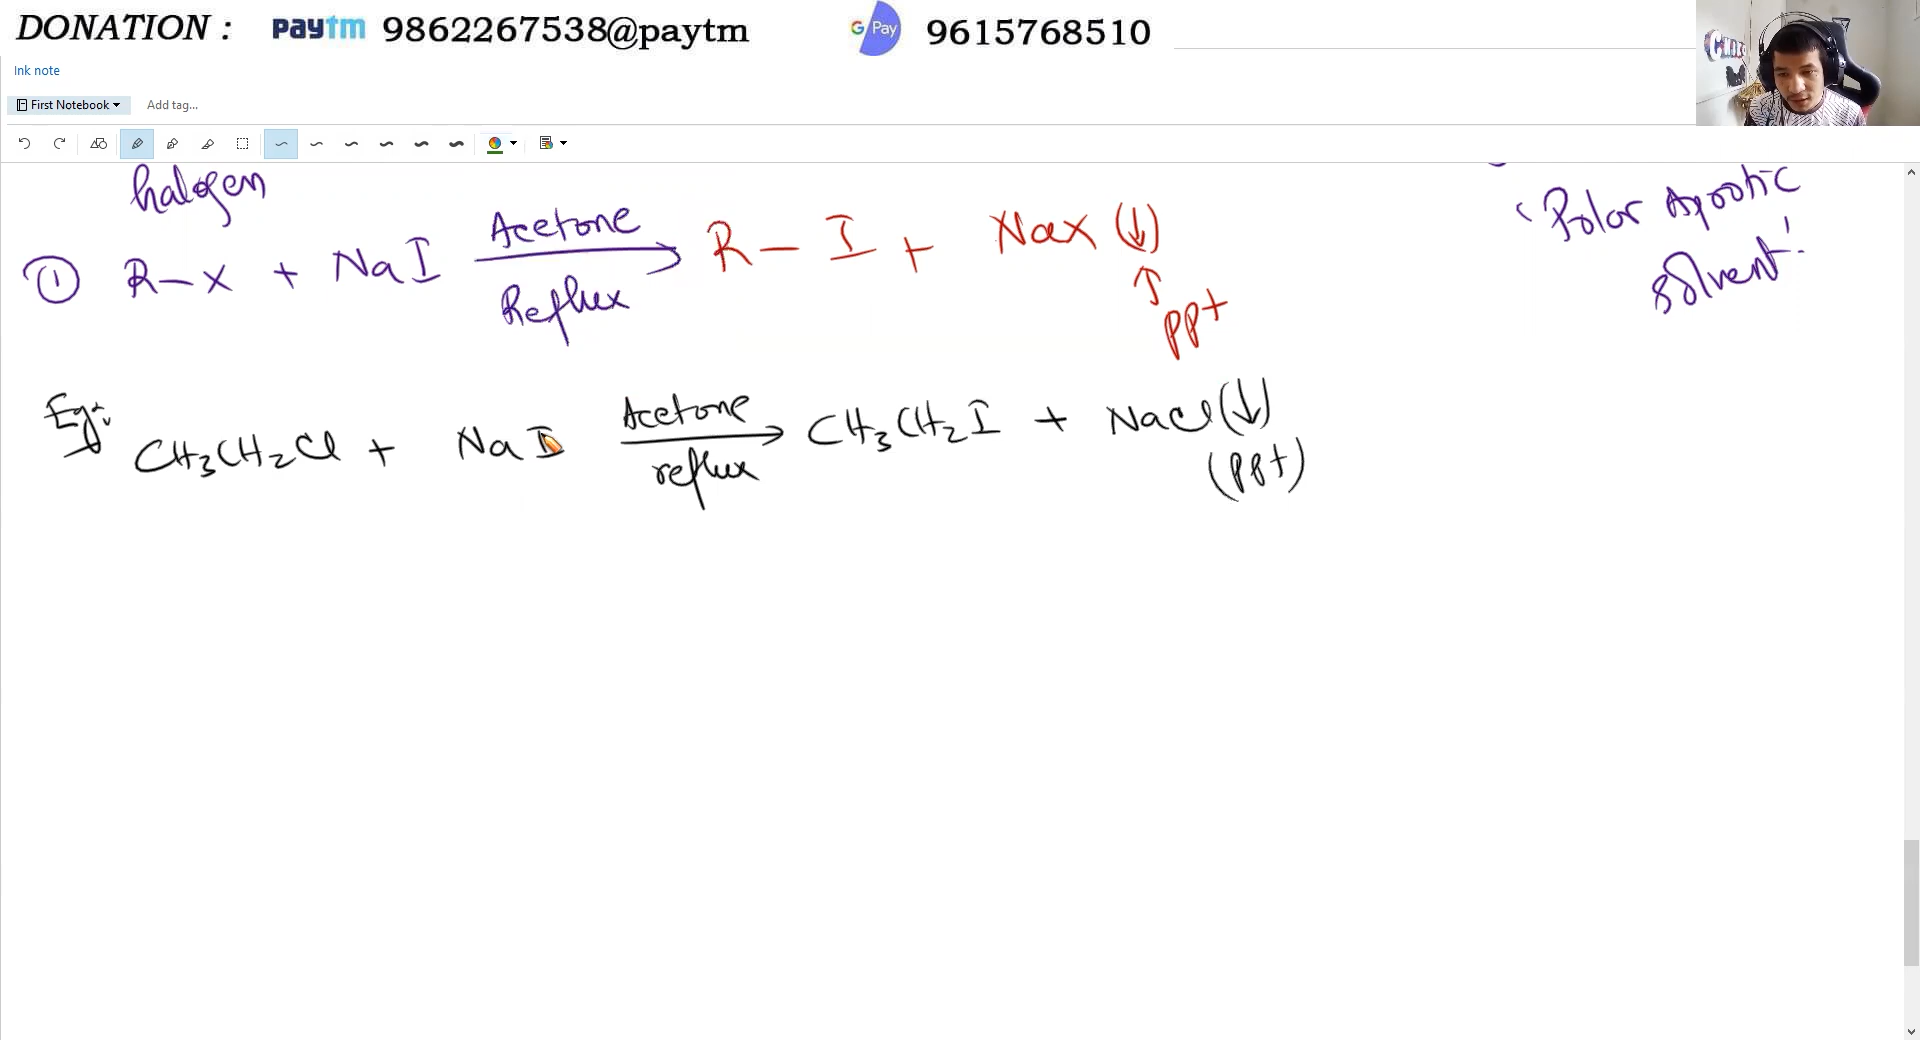 DONATION : paytm 9862267538@paytm G Pay 9615768510
Ink note
First Notebook Add tag...
halogen
① R-X + NaI Acetone Reflux R-I + NaX (↓)
↑
ppt
'Polar Aprotic
solvent'
Eg:
CH₃CH₂Cl + NaI Acetone reflux CH₃CH₂I + NaCl(↓)
(ppt)